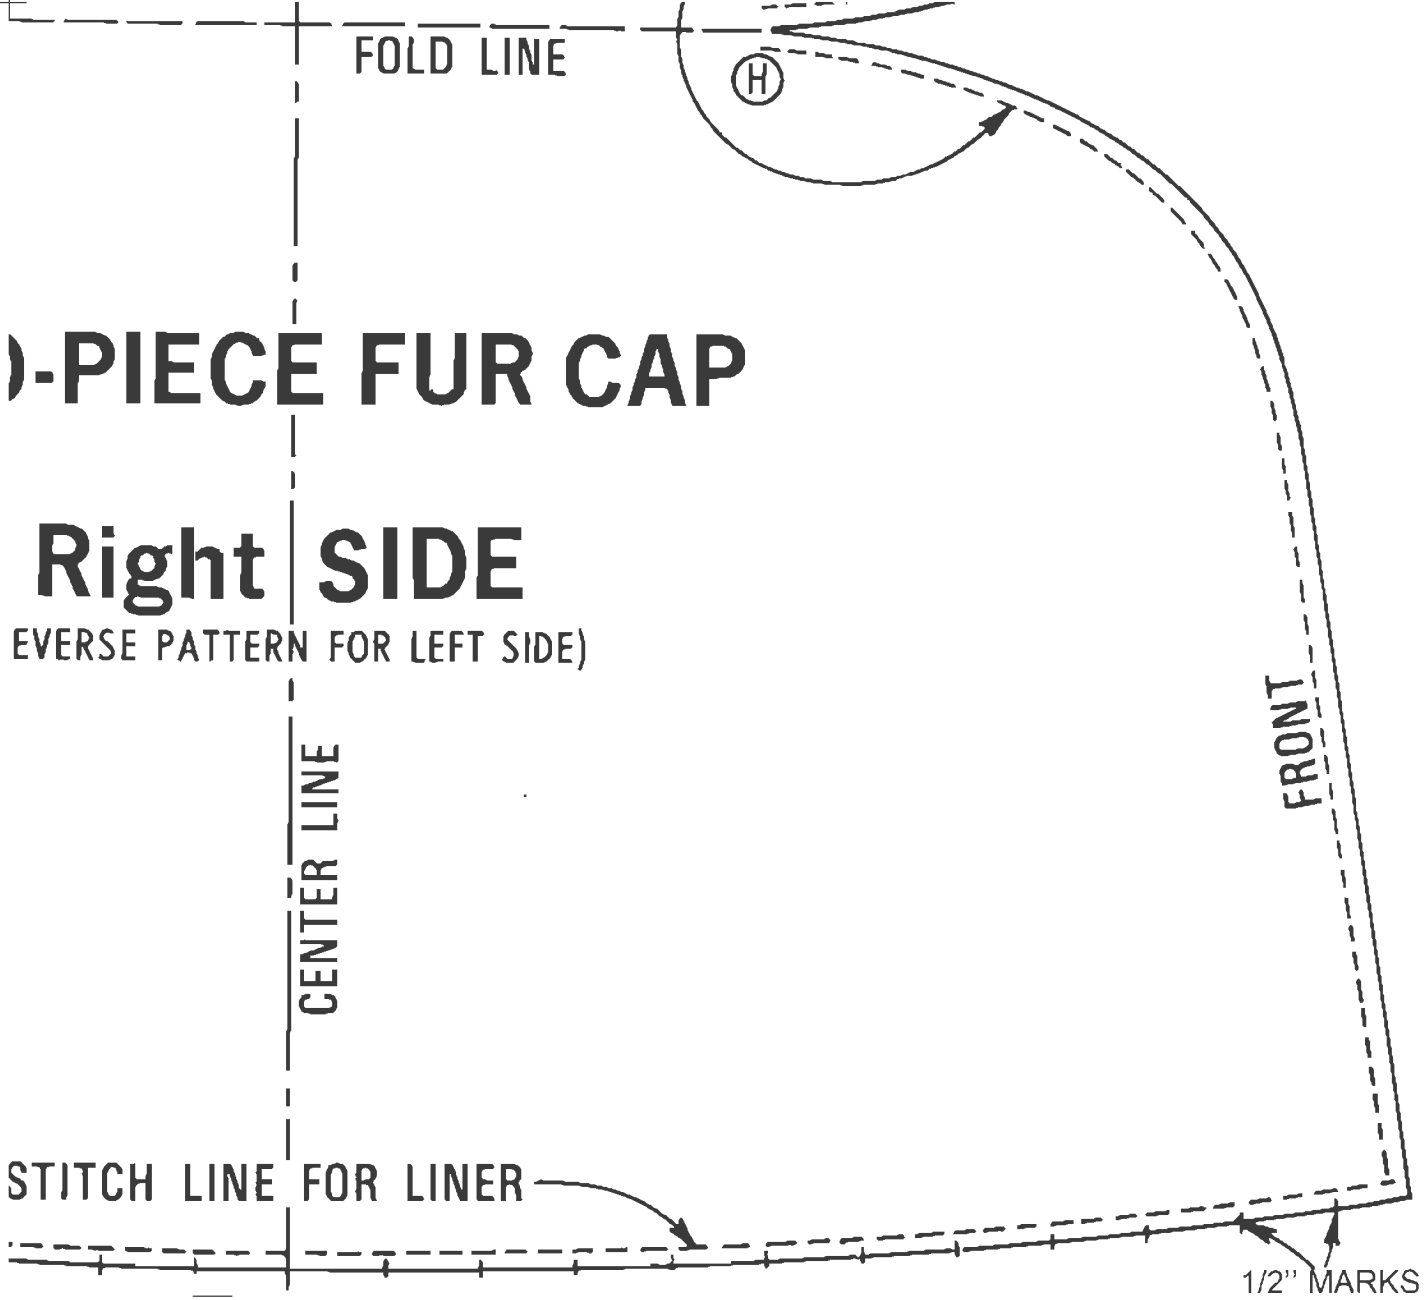 FOLD LINE
H
-PIECE FUR CAP
Right SIDE
EVERSE PATTERN FOR LEFT SIDE)
FRONT
CENTER LINE
STITCH LINE FOR LINER
1/2'' MARKS